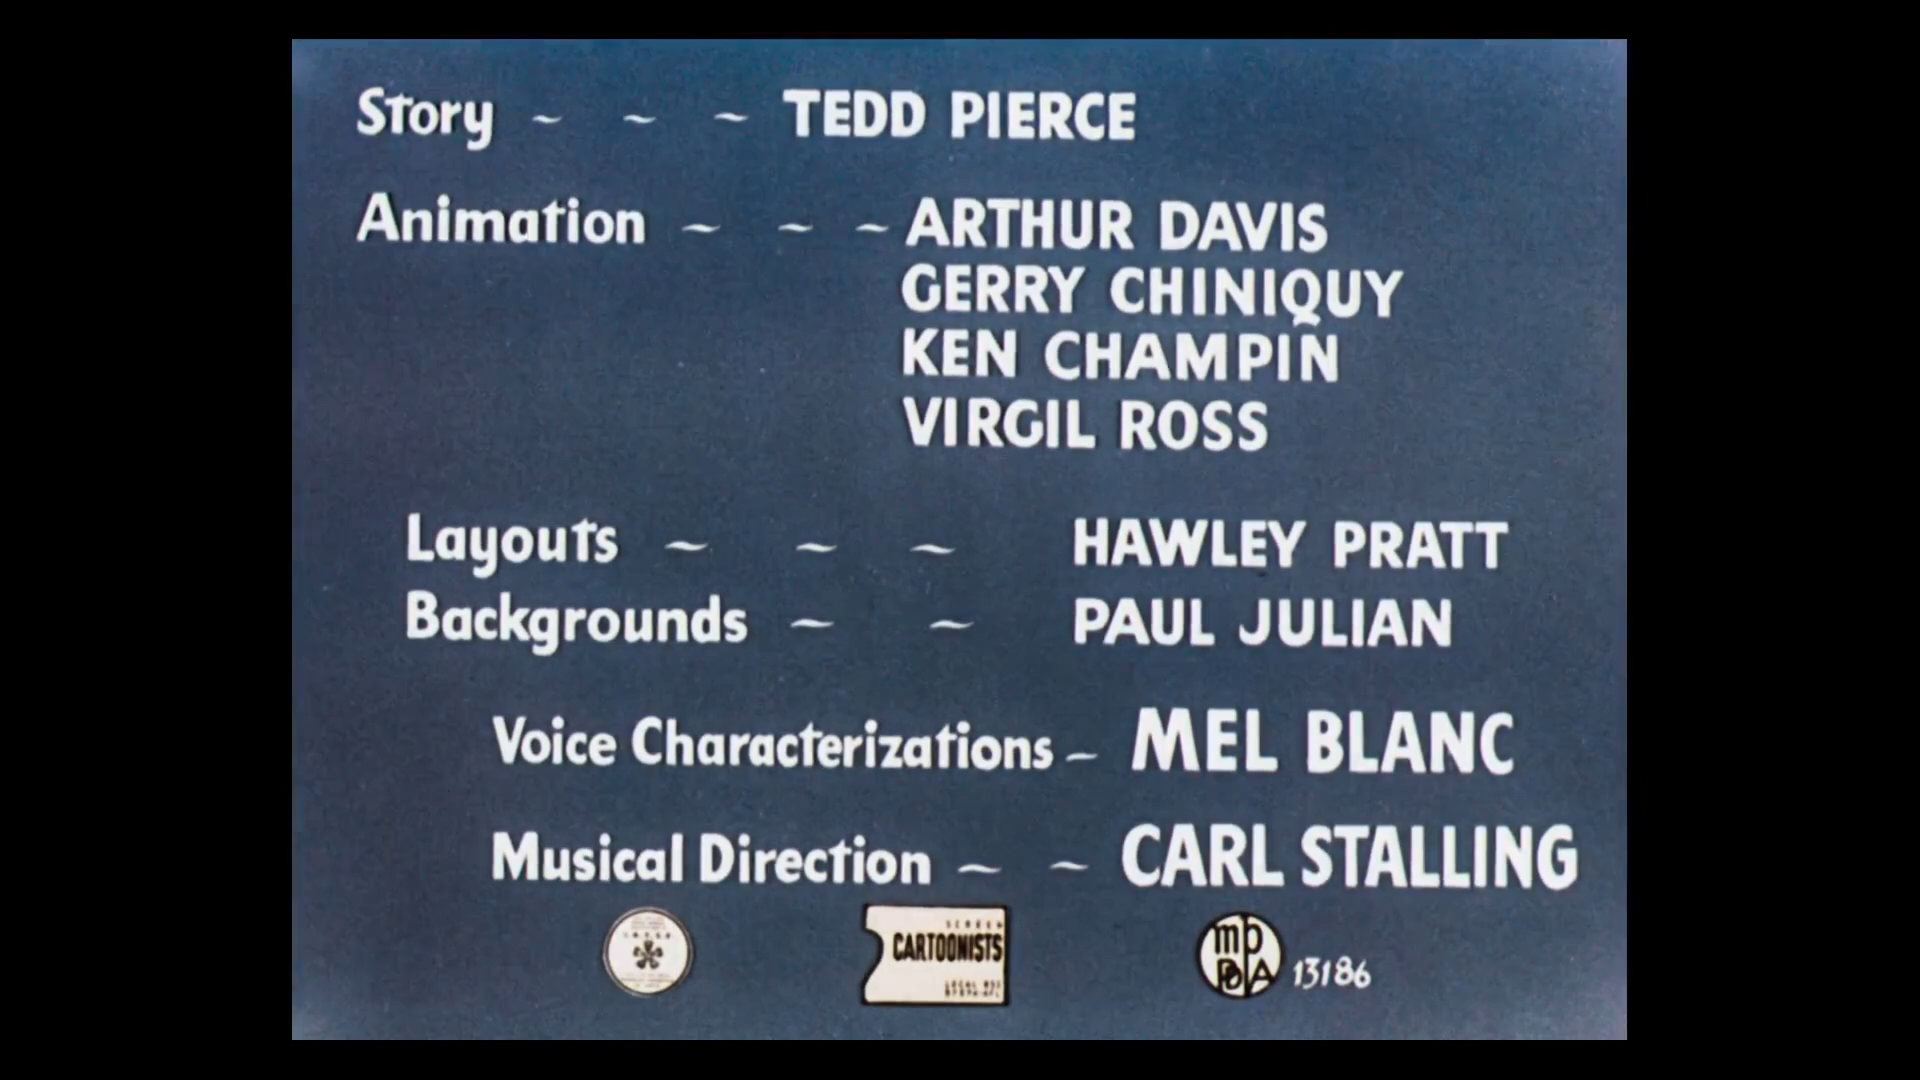 Story ~ ~ ~ TEDD PIERCE
Animation ~ ~ ~ ARTHUR DAVIS
GERRY CHINIQUY
KEN CHAMPIN
VIRGIL ROSS
Layouts ~ ~ ~ HAWLEY PRATT
Backgrounds ~ ~ PAUL JULIAN
Voice Characterizations ~ MEL BLANC
Musical Direction ~ ~ CARL STALLING
SCREEN
CARTOONISTS
mp
PDA
13186